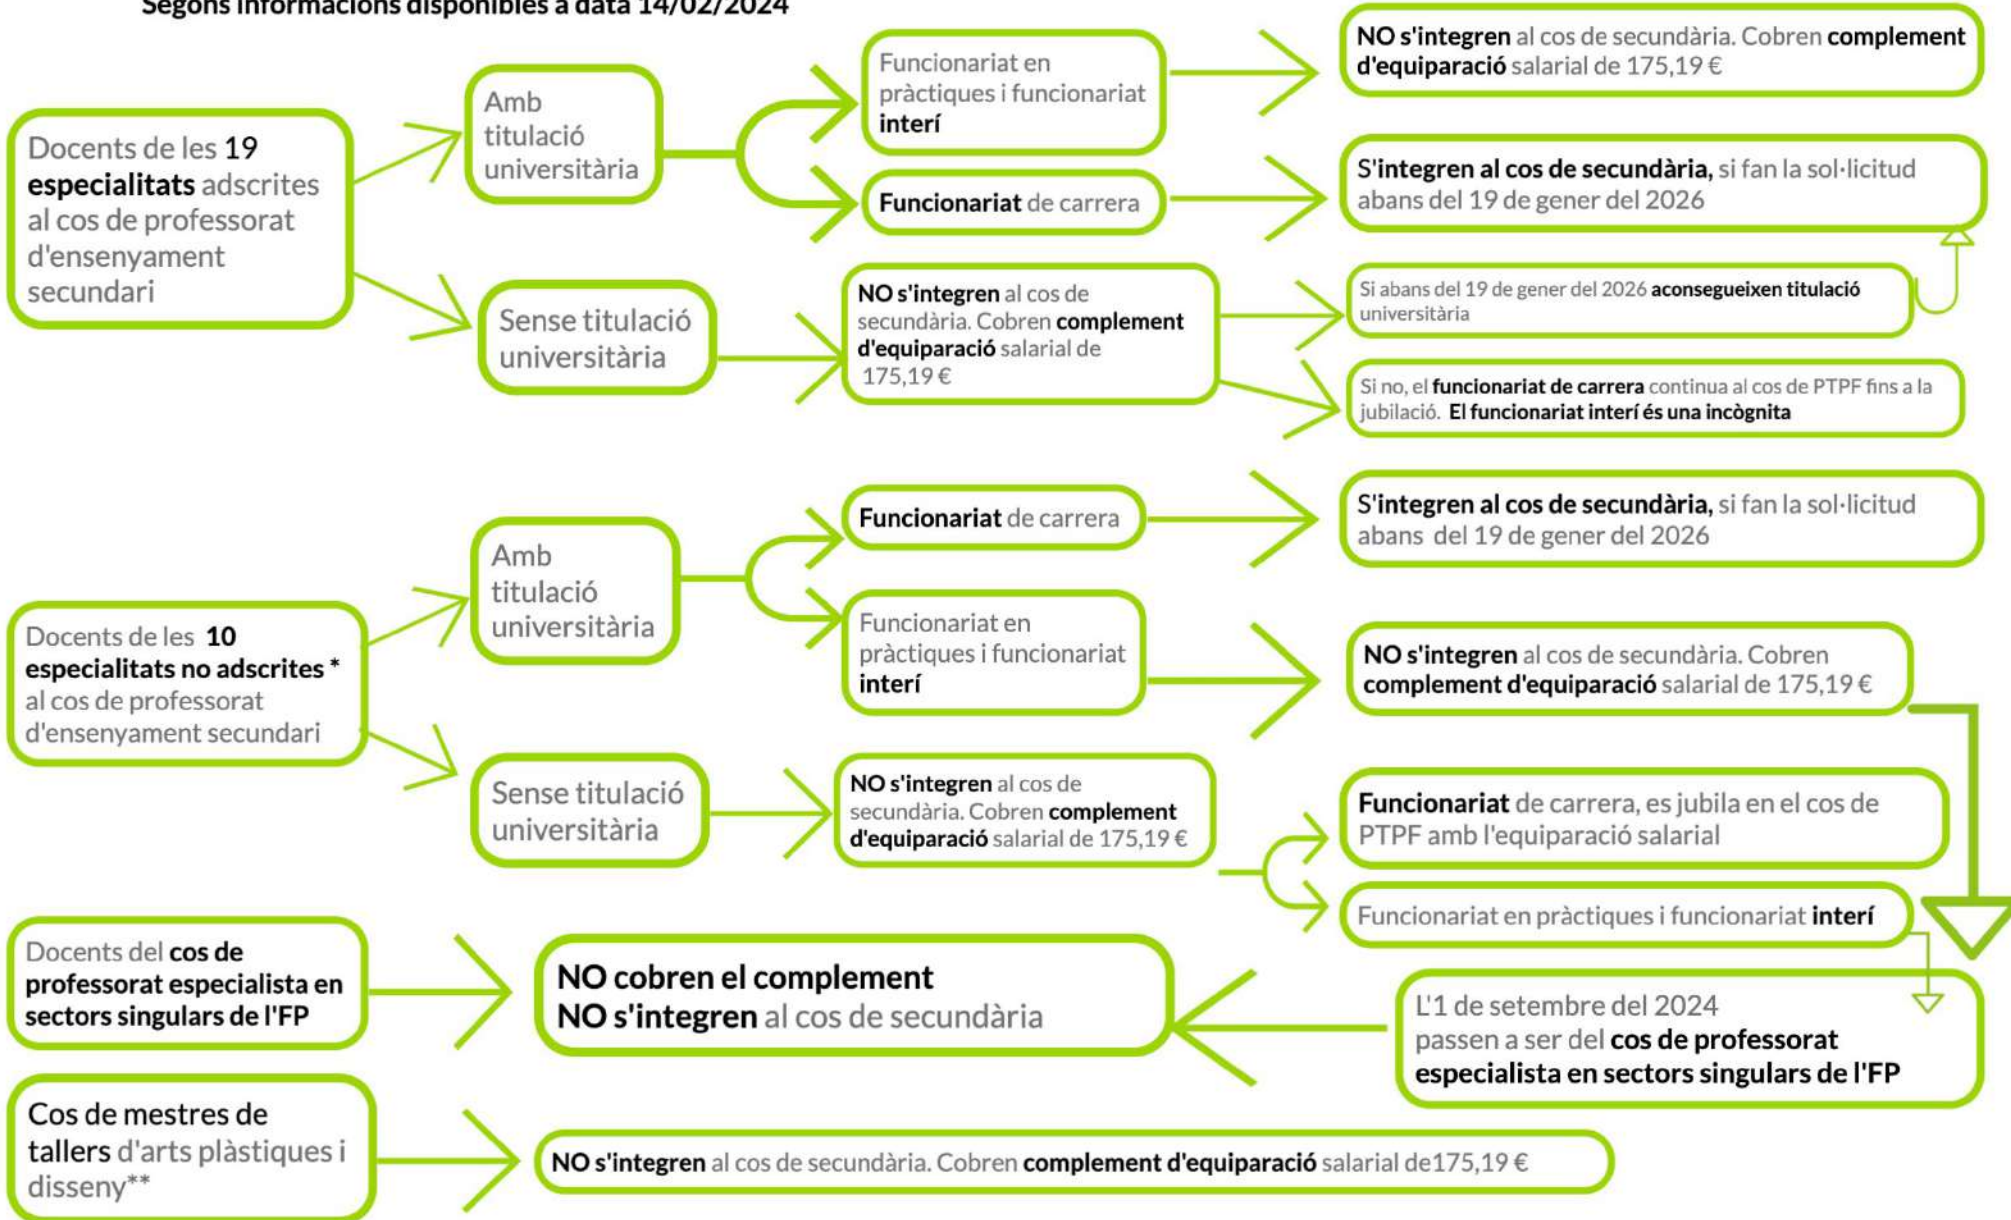 Segons informacions disponibles a data 14/02/2024
Docents de les 19
especialitats adscrites
al cos de professorat
d'ensenyament
secundari
Amb
titulació
universitària
Funcionariat en
pràctiques i funcionariat
interí
NO s'integren al cos de secundària. Cobren complement
d'equiparació salarial de 175,19 €
Funcionariat de carrera
S'integren al cos de secundària, si fan la sol·licitud
abans del 19 de gener del 2026
Sense titulació
universitària
NO s'integren al cos de
secundària. Cobren complement
d'equiparació salarial de
175,19 €
Si abans del 19 de gener del 2026 aconsegueixen titulació
universitària
Si no, el funcionariat de carrera continua al cos de PTPF fins a la
jubilació. El funcionariat interí és una incògnita
Docents de les 10
especialitats no adscrites *
al cos de professorat
d'ensenyament secundari
Amb
titulació
universitària
Funcionariat de carrera
S'integren al cos de secundària, si fan la sol·licitud
abans del 19 de gener del 2026
Funcionariat en
pràctiques i funcionariat
interí
NO s'integren al cos de secundària. Cobren
complement d'equiparació salarial de 175,19 €
Sense titulació
universitària
NO s'integren al cos de
secundària. Cobren complement
d'equiparació salarial de 175,19 €
Funcionariat de carrera, es jubila en el cos de
PTPF amb l'equiparació salarial
Funcionariat en pràctiques i funcionariat interí
Docents del cos de
professorat especialista en
sectors singulars de l'FP
NO cobren el complement
NO s'integren al cos de secundària
L'1 de setembre del 2024
passen a ser del cos de professorat
especialista en sectors singulars de l'FP
Cos de mestres de
tallers d'arts plàstiques i
disseny**
NO s'integren al cos de secundària. Cobren complement d'equiparació salarial de175,19 €